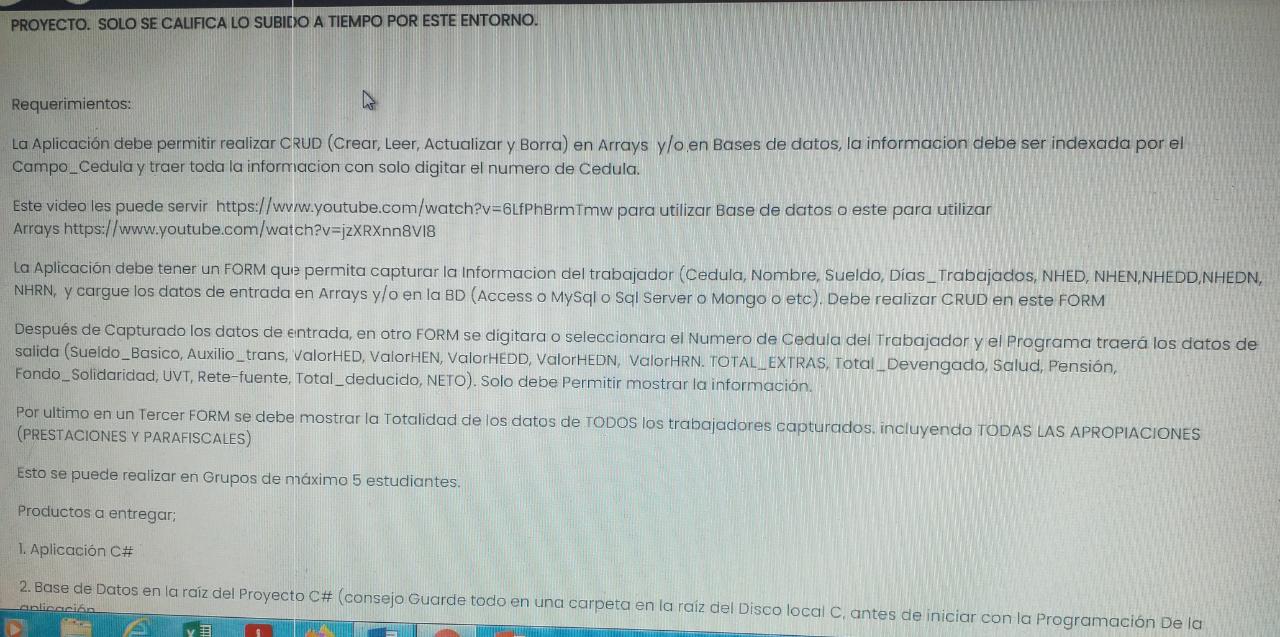 PROYECTO. SOLO SE CALIFICA LO SUBIDO A TIEMPO POR ESTE ENTORNO.
Requerimientos:
La Aplicación debe permitir realizar CRUD (Crear, Leer, Actualizar y Borra) en Arrays y/o en Bases de datos, la informacion debe ser indexada por el
Campo_Cedula y traer toda la informacion con solo digitar el numero de Cedula.
Este video les puede servir https://www.youtube.com/watch?v=6LfPhBrmTmw para utilizar Base de datos o este para utilizar
Arrays https://www.youtube.com/watch?v=jzXRXnn8VI8
La Aplicación debe tener un FORM que permita capturar la Informacion del trabajador (Cedula, Nombre, Sueldo, Días_Trabajados, NHED, NHEN,NHEDD,NHEDN,
NHRN, y cargue los datos de entrada en Arrays y/o en la BD (Access o MySql o Sql Server o Mongo o etc). Debe realizar CRUD en este FORM
Después de Capturado los datos de entrada, en otro FORM se digitara o seleccionara el Numero de Cedula del Trabajador y el Programa traerá los datos de
salida (Sueldo_Basico, Auxilio_trans, ValorHED, ValorHEN, ValorHEDD, ValorHEDN, ValorHRN. TOTAL_EXTRAS, Total_Devengado, Salud, Pensión,
Fondo_Solidaridad, UVT, Rete-fuente, Total_deducido, NETO). Solo debe Permitir mostrar la información.
Por ultimo en un Tercer FORM se debe mostrar la Totalidad de los datos de TODOS los trabajadores capturados. incluyendo TODAS LAS APROPIACIONES
(PRESTACIONES Y PARAFISCALES)
Esto se puede realizar en Grupos de máximo 5 estudiantes.
Productos a entregar;
1. Aplicación C#
2. Base de Datos en la raíz del Proyecto C# (consejo Guarde todo en una carpeta en la raíz del Disco local C, antes de iniciar con la Programación De la
aplicación